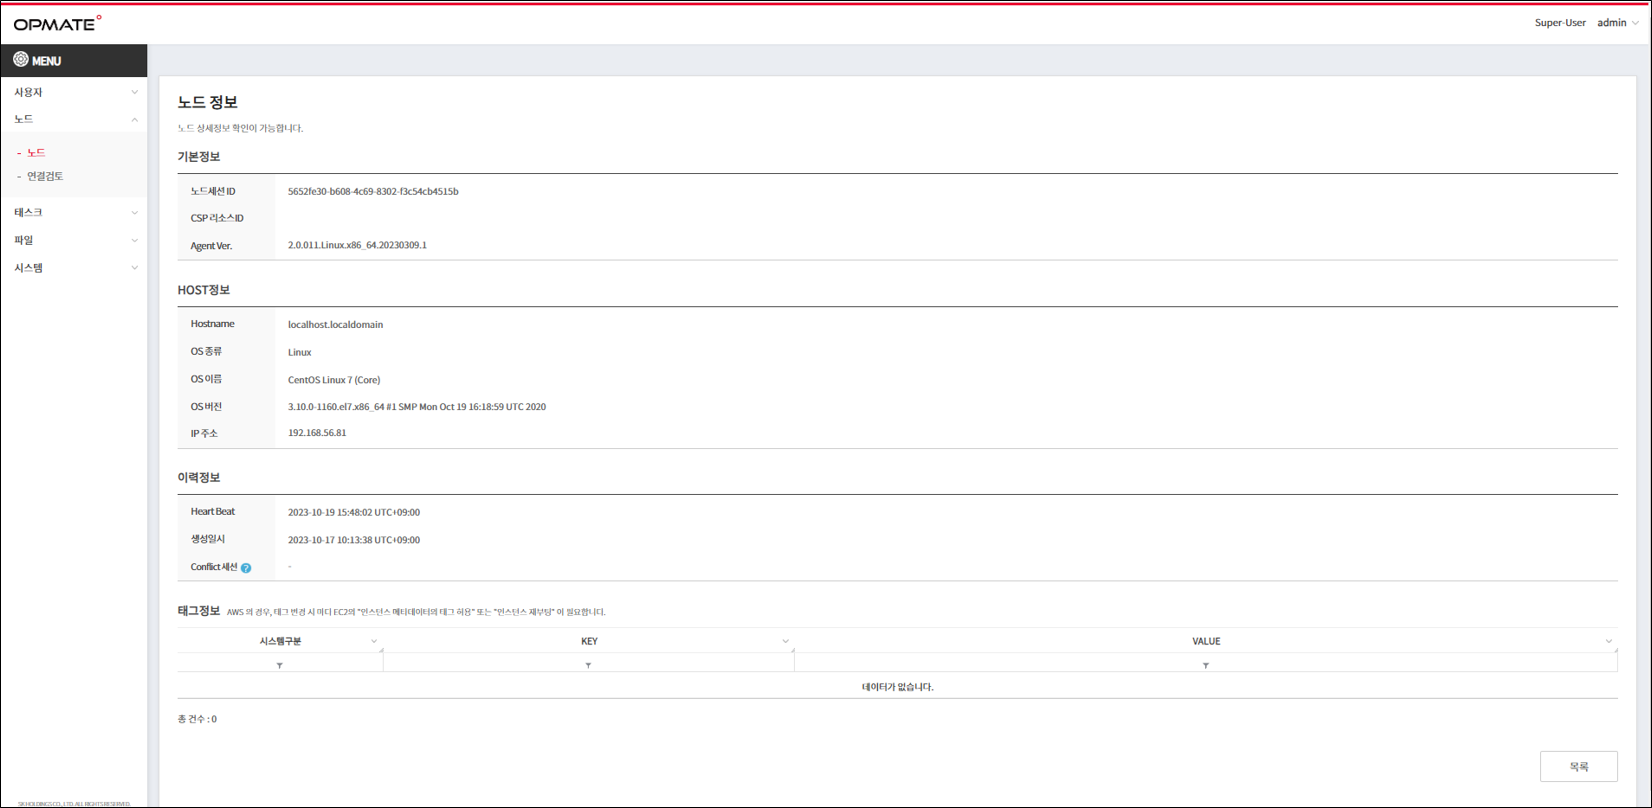 OPMATE
Super-User admin
MENU
사용자
노드
- 노드
- 연결검토
태스크
파일
시스템
노드 정보
노드 상세정보 확인이 가능합니다.
기본정보
노드세션 ID 5652fe30-b608-4c69-8302-f3c54cb4515b
CSP 리소스ID
Agent Ver. 2.0.011.Linux.x86_64.20230309.1
HOST정보
Hostname localhost.localdomain
OS 종류 Linux
OS 이름 CentOS Linux 7 (Core)
OS 버전 3.10.0-1160.el7.x86_64 #1 SMP Mon Oct 19 16:18:59 UTC 2020
IP 주소 192.168.56.81
이력정보
Heart Beat 2023-10-19 15:48:02 UTC+09:00
생성일시 2023-10-17 10:13:38 UTC+09:00
Conflict 세션 ? -
태그정보 AWS 의 경우, 태그 변경 시 마다 EC2의 "인스턴스 메타데이터의 태그 허용" 또는 "인스턴스 재부팅" 이 필요합니다.
시스템구분 KEY VALUE
데이터가 없습니다.
총 건수 : 0
목록
SK HOLDINGS CO., LTD. ALL RIGHTS RESERVED.